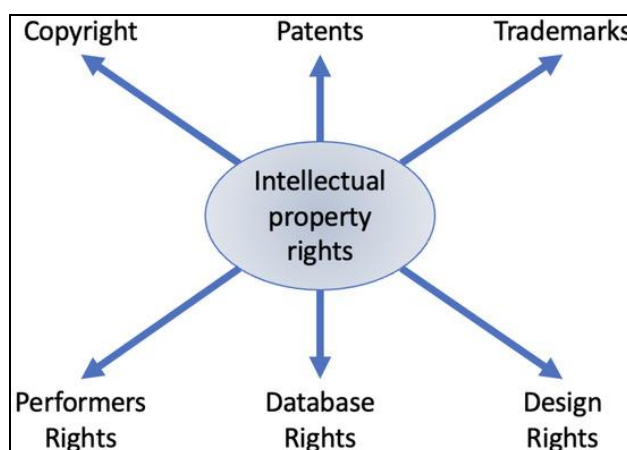 Copyright
Patents
Trademarks
Intellectual
property
rights
Performers
Rights
Database
Rights
Design
Rights